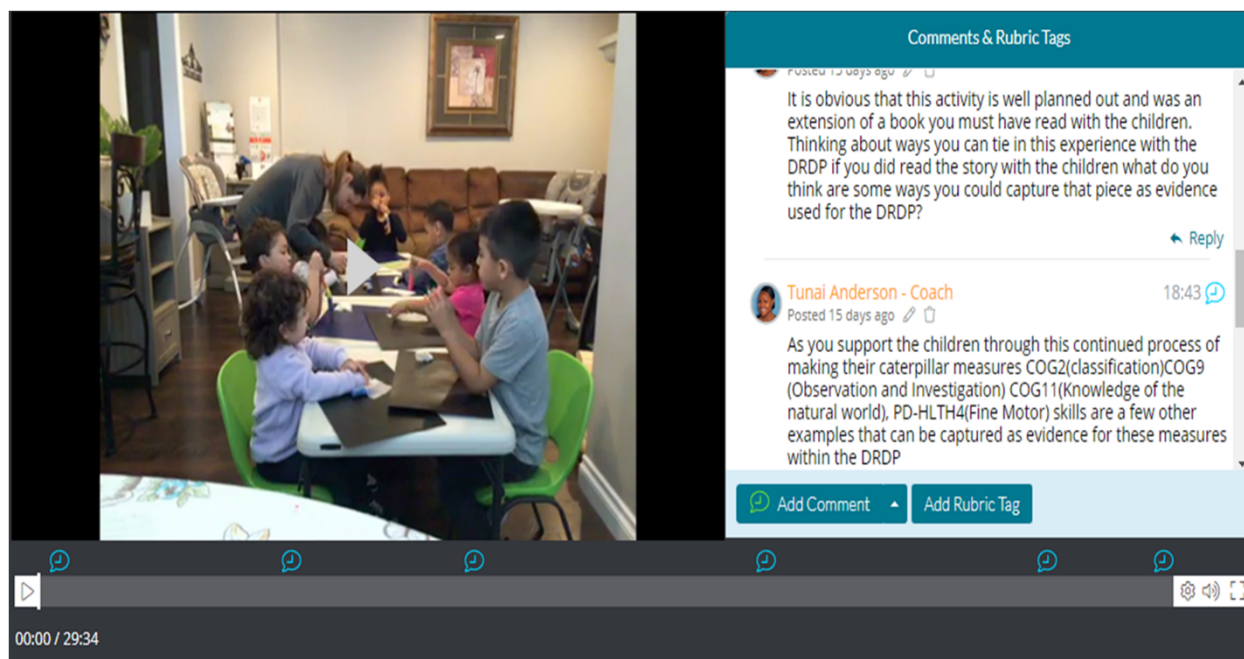 Comments & Rubric Tags
Posted 15 days ago
It is obvious that this activity is well planned out and was an
extension of a book you must have read with the children.
Thinking about ways you can tie in this experience with the
DRDP if you did read the story with the children what do you
think are some ways you could capture that piece as evidence
used for the DRDP?
Reply
Tunai Anderson - Coach 18:43
Posted 15 days ago
As you support the children through this continued process of
making their caterpillar measures COG2(classification)COG9
(Observation and Investigation) COG11(Knowledge of the
natural world), PD-HLTH4(Fine Motor) skills are a few other
examples that can be captured as evidence for these measures
within the DRDP
Add Comment Add Rubric Tag
00:00 / 29:34